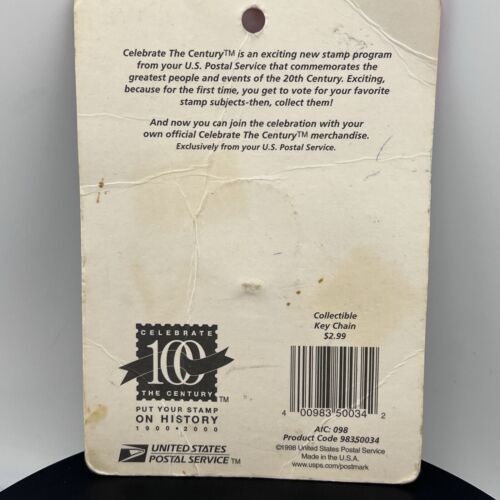 Celebrate The Century™ is an exciting new stamp program
from your U.S. Postal Service that commemorates the
greatest people and events of the 20th Century. Exciting,
because for the first time, you get to vote for your favorite
stamp subjects-then, collect them!
And now you can join the celebration with your
own official Celebrate The Century™ merchandise.
Exclusively from your U.S. Postal Service.
Collectible
Key Chain
$2.99
CELEBRATE
100
THE CENTURY™
PUT YOUR STAMP
ON HISTORY
1900•2000
UNITED STATES
POSTAL SERVICE™
4 00983 50034 2
AIC: 098
Product Code 98350034
©1998 United States Postal Service
Made in the U.S.A.
www.usps.com/postmark